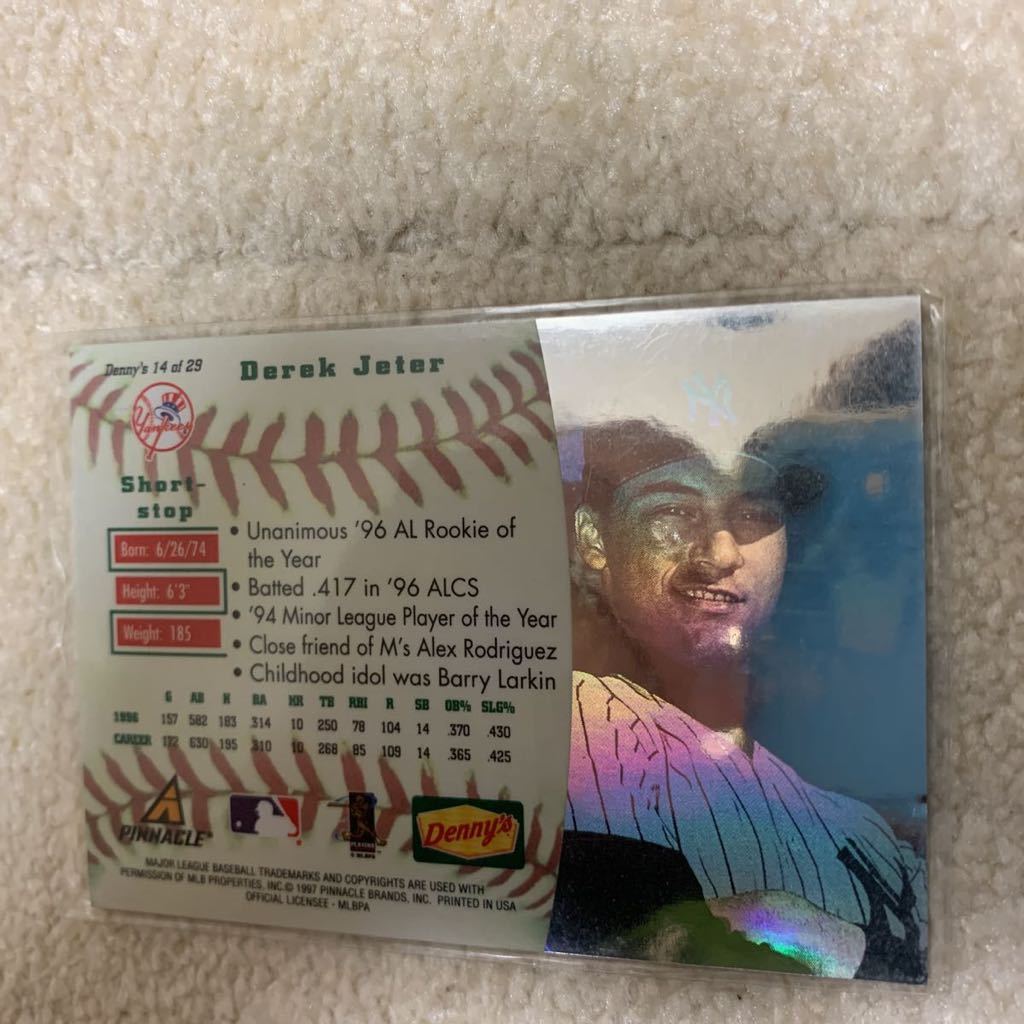 Denny's 14 of 29
Derek Jeter
Yankees
Short-
stop
Born: 6/26/74
Height: 6'3"
Weight: 185
• Unanimous '96 AL Rookie of
the Year
• Batted .417 in '96 ALCS
• '94 Minor League Player of the Year
• Close friend of M's Alex Rodriguez
• Childhood idol was Barry Larkin
G AB H BA HR TB RBI R SB OB% SLG%
1996 157 582 183 .314 10 250 78 104 14 .370 .430
CAREER 172 630 195 .310 10 268 85 109 14 .365 .425
PINNACLE
PLAYERS
© MLBPA
Denny's
MAJOR LEAGUE BASEBALL TRADEMARKS AND COPYRIGHTS ARE USED WITH
PERMISSION OF MLB PROPERTIES, INC.© 1997 PINNACLE BRANDS, INC. PRINTED IN USA
OFFICIAL LICENSEE - MLBPA
NY
NY